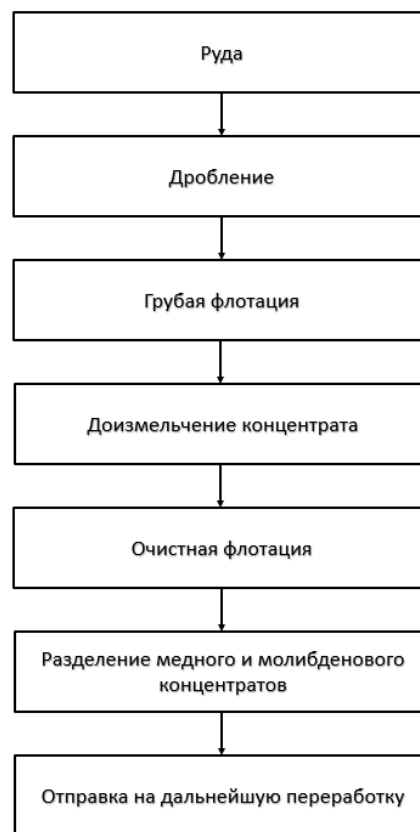 Руда
Дробление
Грубая флотация
Доизмельчение концентрата
Очистная флотация
Разделение медного и молибденового
концентратов
Отправка на дальнейшую переработку